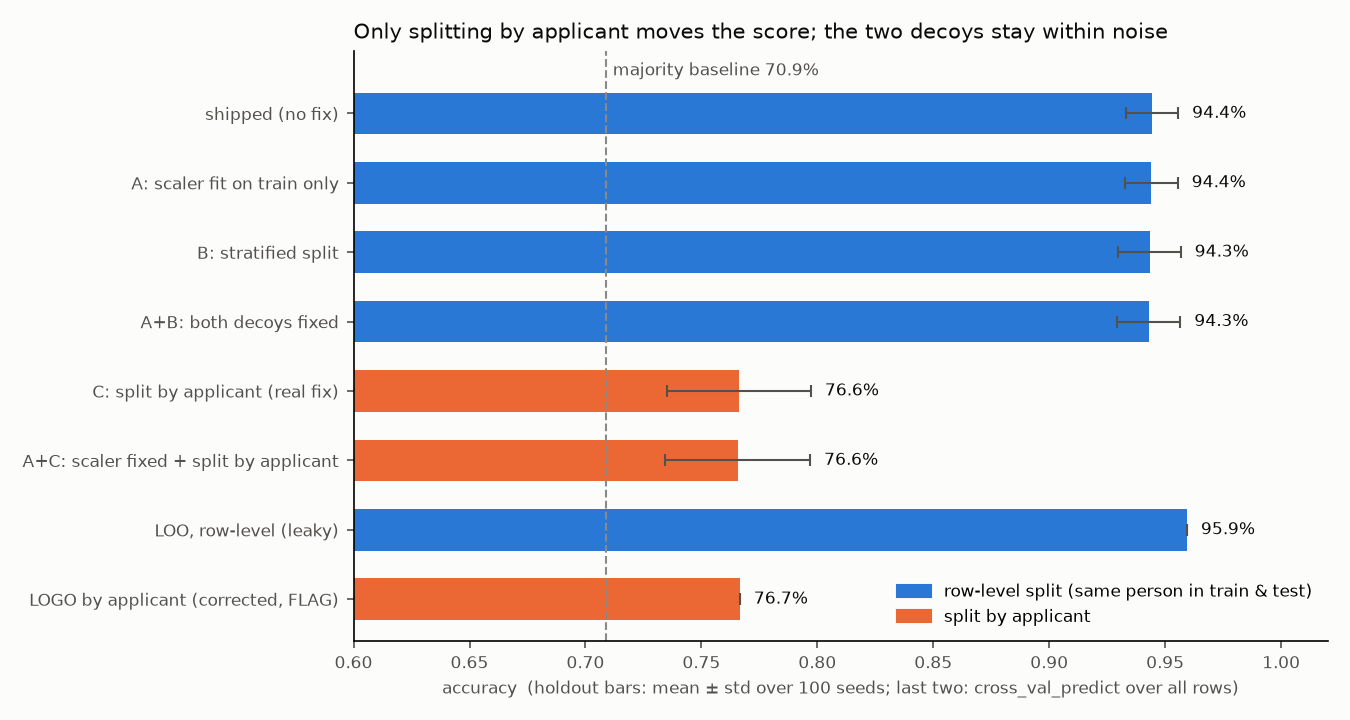 Only splitting by applicant moves the score; the two decoys stay within noise
majority baseline 70.9%
shipped (no fix) 94.4%
A: scaler fit on train only 94.4%
B: stratified split 94.3%
A+B: both decoys fixed 94.3%
C: split by applicant (real fix) 76.6%
A+C: scaler fixed + split by applicant 76.6%
LOO, row-level (leaky) 95.9%
LOGO by applicant (corrected, FLAG) 76.7%
row-level split (same person in train & test)
split by applicant
0.60 0.65 0.70 0.75 0.80 0.85 0.90 0.95 1.00
accuracy (holdout bars: mean ± std over 100 seeds; last two: cross_val_predict over all rows)